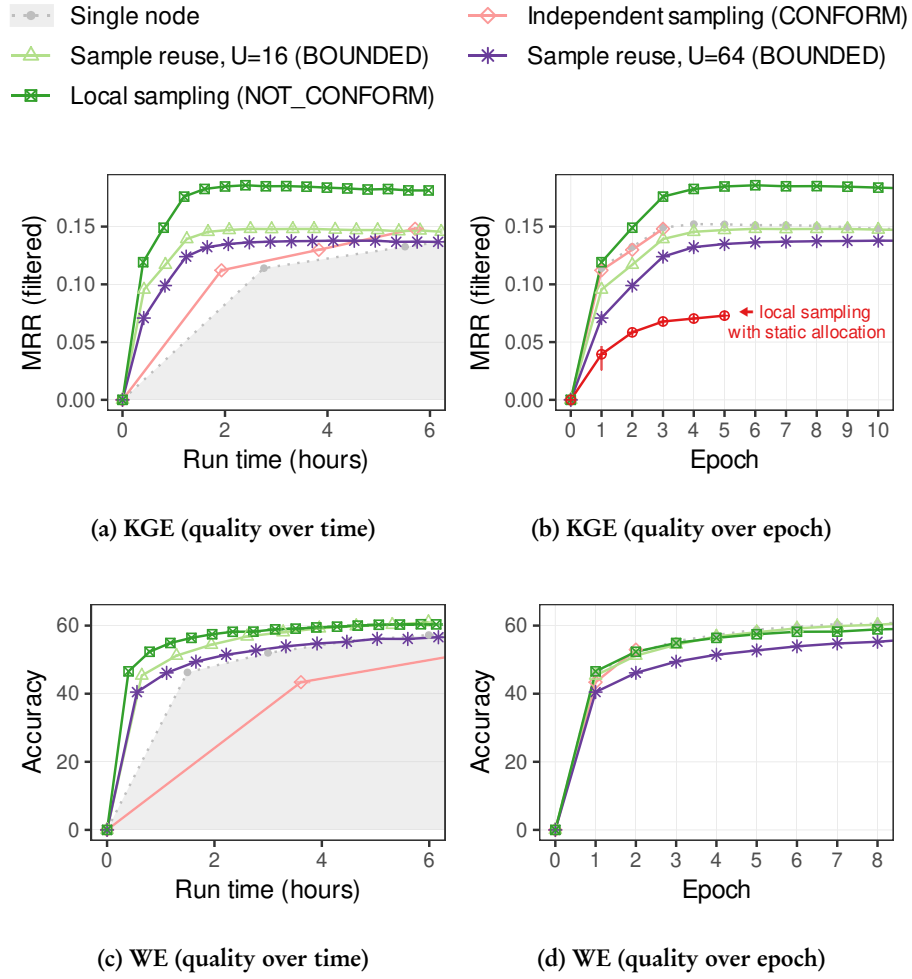 Single node
Independent sampling (CONFORM)
Sample reuse, U=16 (BOUNDED)
Sample reuse, U=64 (BOUNDED)
Local sampling (NOT_CONFORM)
MRR (filtered)
0.15
0.10
0.05
0.00
0 2 4 6
Run time (hours)
(a) KGE (quality over time)
MRR (filtered)
0.15
0.10
0.05
0.00
local sampling
with static allocation
0 1 2 3 4 5 6 7 8 9 10
Epoch
(b) KGE (quality over epoch)
Accuracy
60
40
20
0
0 2 4 6
Run time (hours)
(c) WE (quality over time)
Accuracy
60
40
20
0
0 1 2 3 4 5 6 7 8
Epoch
(d) WE (quality over epoch)